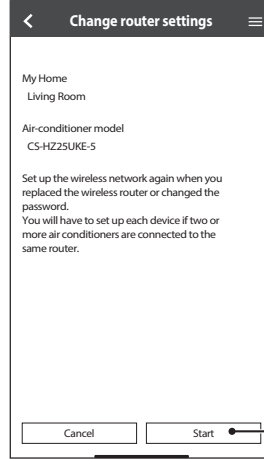 Change router settings
My Home
Living Room
Air-conditioner model
CS-HZ25UKE-5
Set up the wireless network again when you
replaced the wireless router or changed the
password.
You will have to set up each device if two or
more air conditioners are connected to the
same router.
Cancel
Start